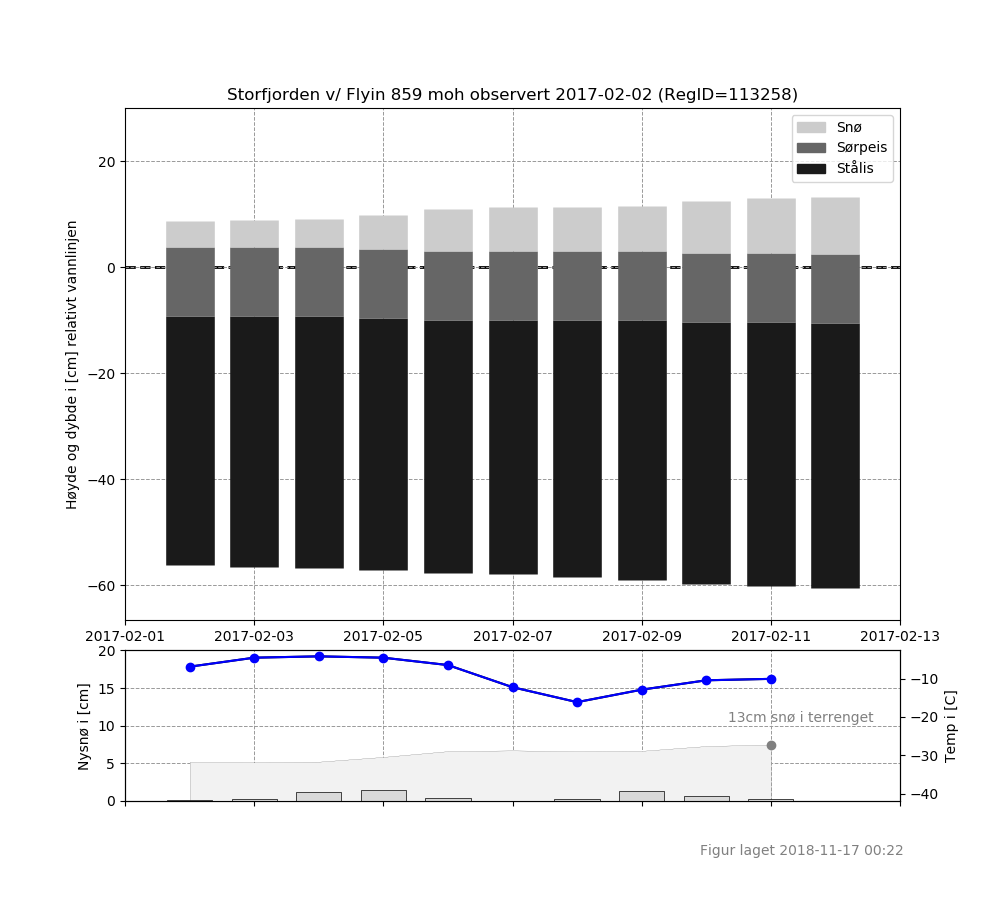 Storfjorden v/ Flyin 859 moh observert 2017-02-02 (RegID=113258)
Snø
Sørpeis
Stålis
20
0
−20
−40
−60
Høyde og dybde i [cm] relativt vannlinjen
2017-02-01
2017-02-03
2017-02-05
2017-02-07
2017-02-09
2017-02-11
2017-02-13
20
15
10
5
0
Nysnø i [cm]
13cm snø i terrenget
−10
−20
−30
−40
Temp i [C]
Figur laget 2018-11-17 00:22